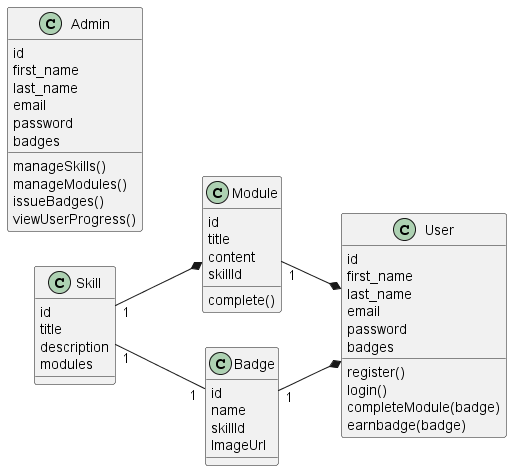 C Admin
id
first_name
last_name
email
password
badges
manageSkills()
manageModules()
issueBadges()
viewUserProgress()
C Module
id
title
content
skillId
complete()
C User
id
first_name
last_name
email
password
badges
register()
login()
completeModule(badge)
earnbadge(badge)
C Skill
id
title
description
modules
C Badge
id
name
skillId
ImageUrl
1
1
1
1
1